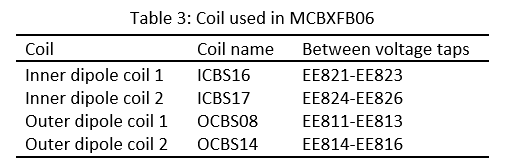 Table 3: Coil used in MCBXFB06
Coil Coil name Between voltage taps
Inner dipole coil 1 ICBS16 EE821-EE823
Inner dipole coil 2 ICBS17 EE824-EE826
Outer dipole coil 1 OCBS08 EE811-EE813
Outer dipole coil 2 OCBS14 EE814-EE816